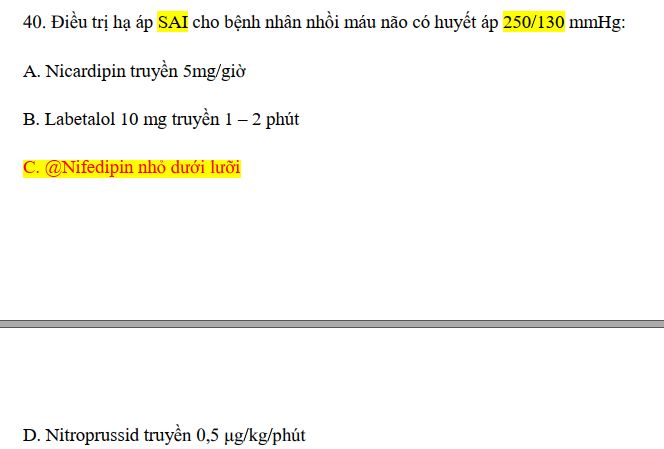 40. Điều trị hạ áp SAI cho bệnh nhân nhồi máu não có huyết áp 250/130 mmHg:
A. Nicardipin truyền 5mg/giờ
B. Labetalol 10 mg truyền 1 – 2 phút
C. @Nifedipin nhỏ dưới lưỡi
D. Nitroprussid truyền 0,5 μg/kg/phút